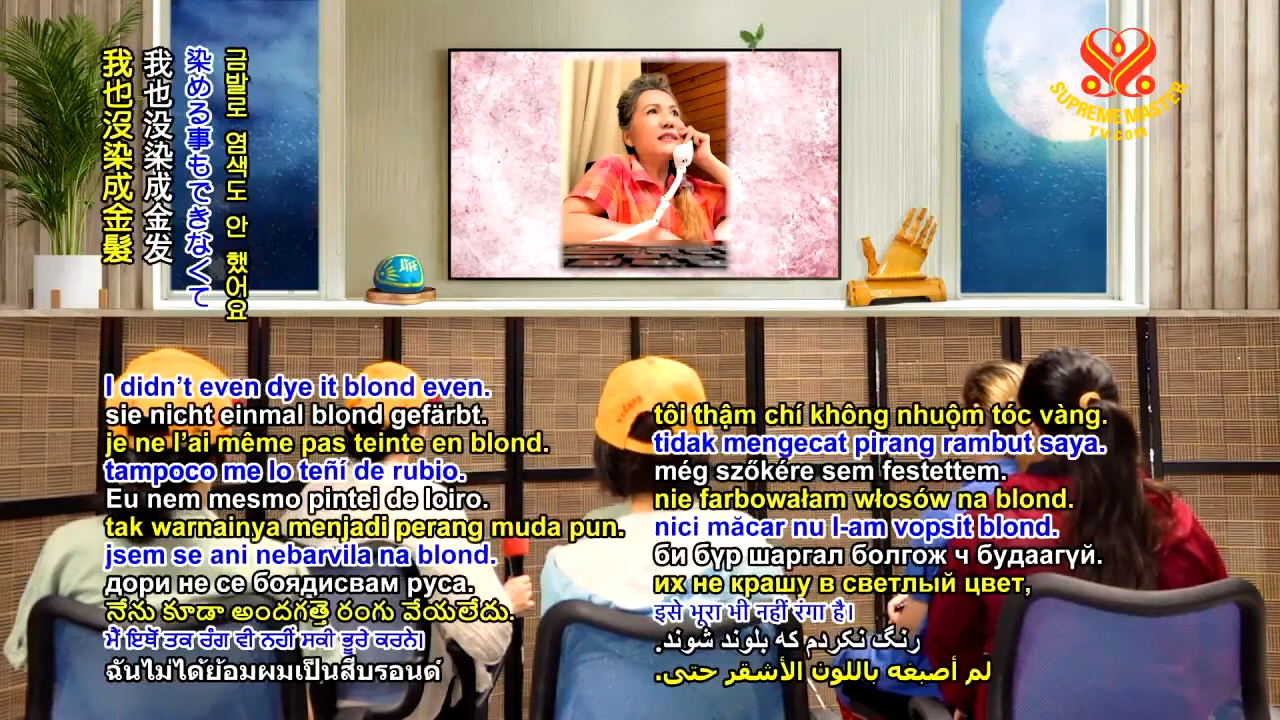 我也沒染成金髮
我也没染成金发
染める事もできなくて
금발로 염색도 안 했어요
SUPREME MASTER
TV.com
I didn’t even dye it blond even.
sie nicht einmal blond gefärbt.
je ne l’ai même pas teinte en blond.
tampoco me lo teñí de rubio.
Eu nem mesmo pintei de loiro.
tak warnainya menjadi perang muda pun.
jsem se ani nebarvila na blond.
дори не се боядисвам руса.
నేను కూడా అందగత్తె రంగు వేయలేదు.
ਮੈਂ ਇਥੋਂ ਤਕ ਰੰਗ ਵੀ ਨਹੀਂ ਸਕੀ ਭੂਰੇ ਕਰਨੇ।
ฉันไม่ได้ย้อมผมเป็นสีบรอนด์
tôi thậm chí không nhuộm tóc vàng.
tidak mengecat pirang rambut saya.
még szőkére sem festettem.
nie farbowałam włosów na blond.
nici măcar nu l-am vopsit blond.
би бүр шаргал болгож ч будаагүй.
их не крашу в светлый цвет,
इसे भूरा भी नहीं रंगा है।
رنگ نکردم که بلوند شوند.
لم أصبغه باللون الأشقر حتى.